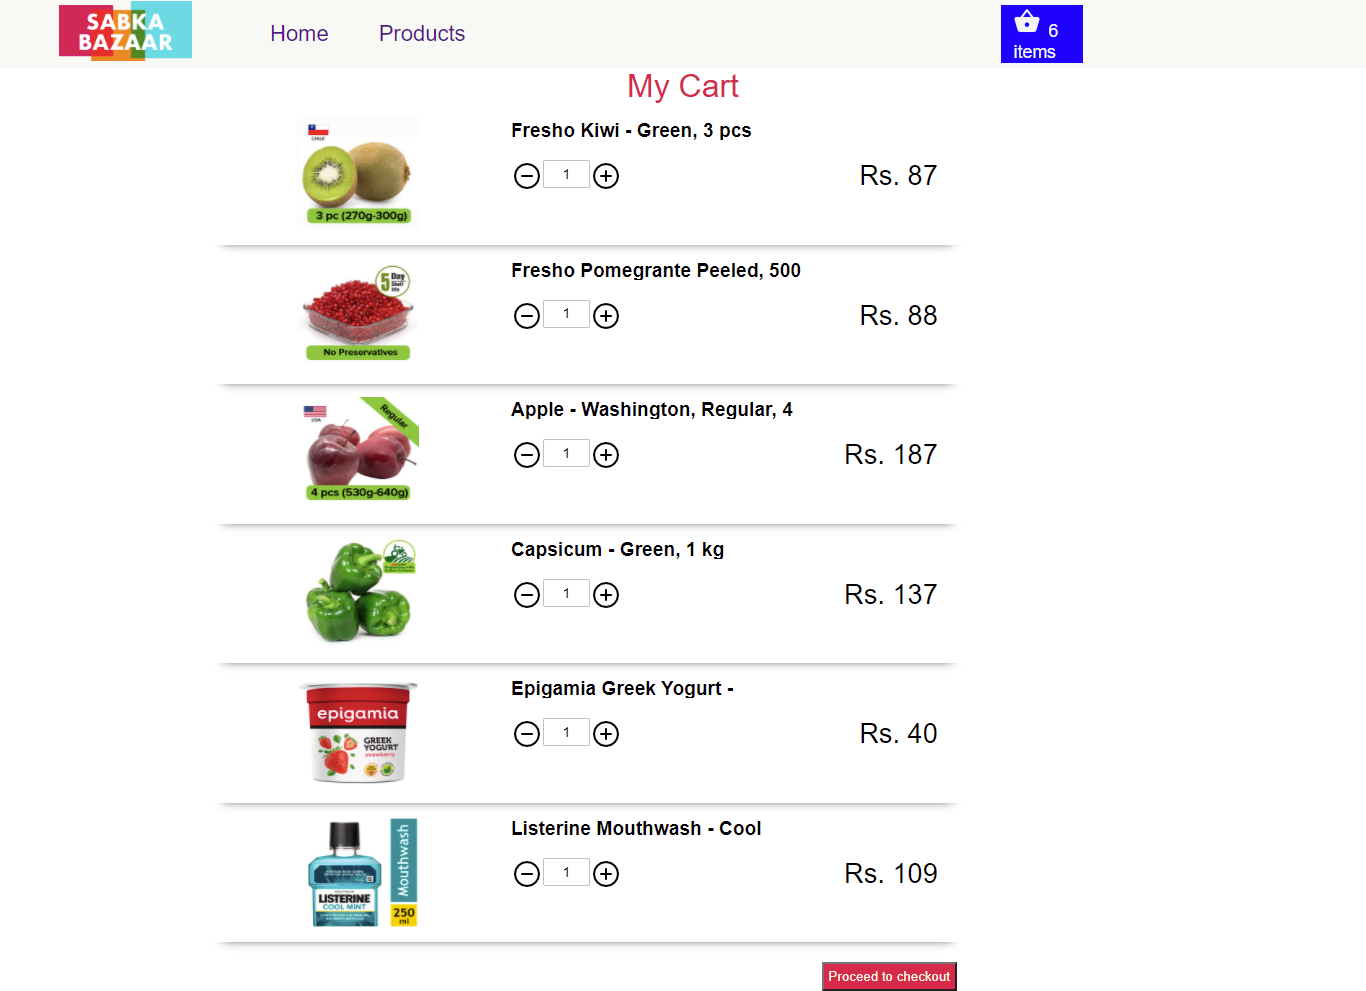 SABKA
BAZAAR
Home
Products
6
items
My Cart
CHILE
3 pc (270g-300g)
Fresho Kiwi - Green, 3 pcs
1
Rs. 87
5 Day
Shelf
life
No Preservatives
Fresho Pomegrante Peeled, 500
1
Rs. 88
USA
Regular
4 pcs (530g-640g)
Apple - Washington, Regular, 4
1
Rs. 187
Capsicum - Green, 1 kg
1
Rs. 137
epigamia
GREEK
YOGURT
strawberry
Epigamia Greek Yogurt -
1
Rs. 40
Mouthwash
LISTERINE
COOL MINT
250
ml
Listerine Mouthwash - Cool
1
Rs. 109
Proceed to checkout